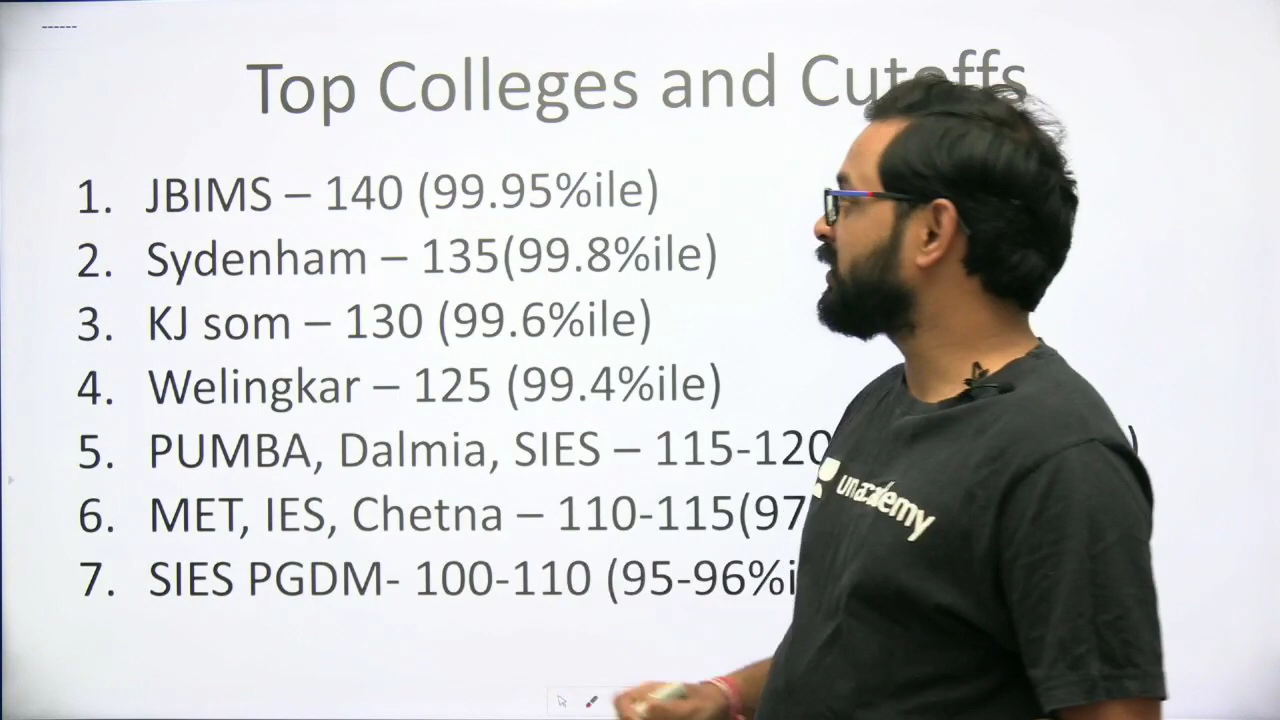 ------
Top Colleges and Cutoffs
1. JBIMS – 140 (99.95%ile)
2. Sydenham – 135(99.8%ile)
3. KJ som – 130 (99.6%ile)
4. Welingkar – 125 (99.4%ile)
5. PUMBA, Dalmia, SIES – 115-120 )
6. MET, IES, Chetna – 110-115(97
7. SIES PGDM- 100-110 (95-96%i
unacademy